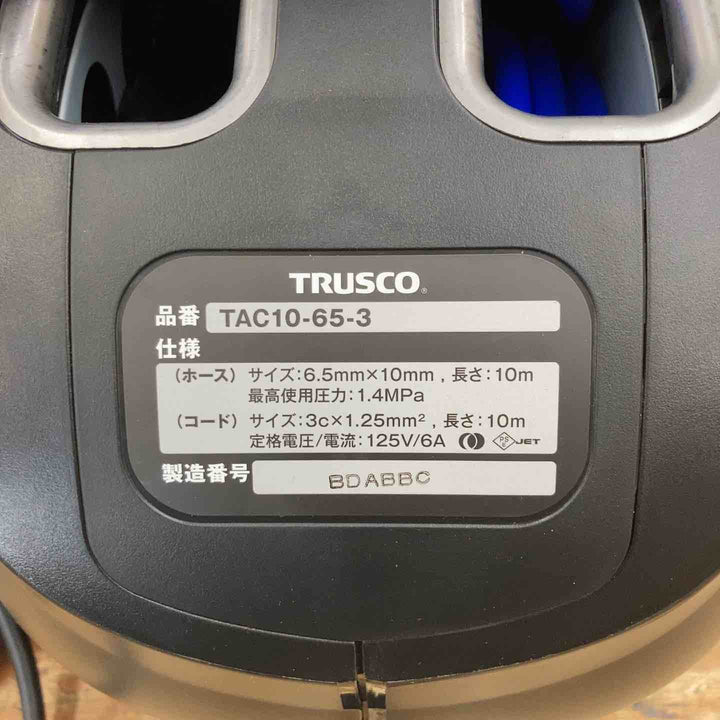 TRUSCO®
品番 TAC10-65-3
仕様
(ホース) サイズ:6.5mm×10mm , 長さ:10m
最高使用圧力:1.4MPa
(コード) サイズ:3c×1.25mm² , 長さ:10m
定格電圧/電流:125V/6A PS E JET
製造番号 BDABBC